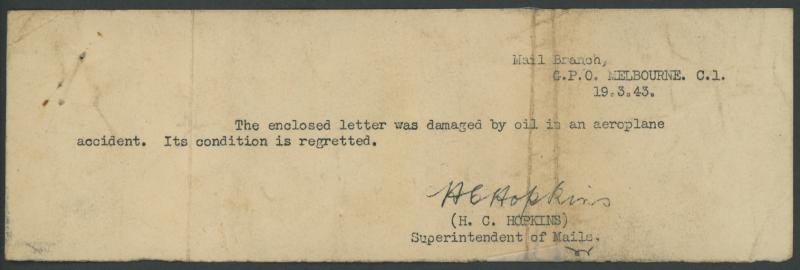 Mail Branch,
G.P.O. MELBOURNE. C.1.
19.3.43.
The enclosed letter was damaged by oil in an aeroplane
accident. Its condition is regretted.
H C Hopkins
(H. C. HOPKINS)
Superintendent of Mails.